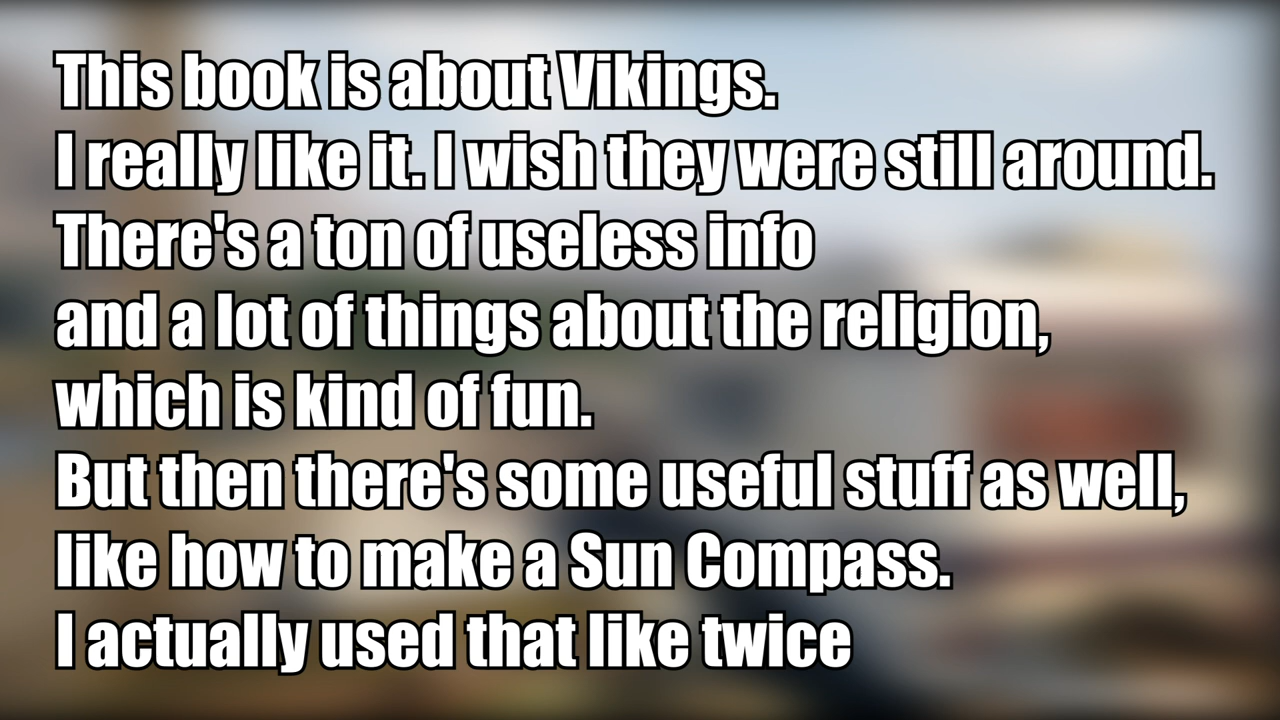 This book is about Vikings.
I really like it. I wish they were still around.
There's a ton of useless info
and a lot of things about the religion,
which is kind of fun.
But then there's some useful stuff as well,
like how to make a Sun Compass.
I actually used that like twice